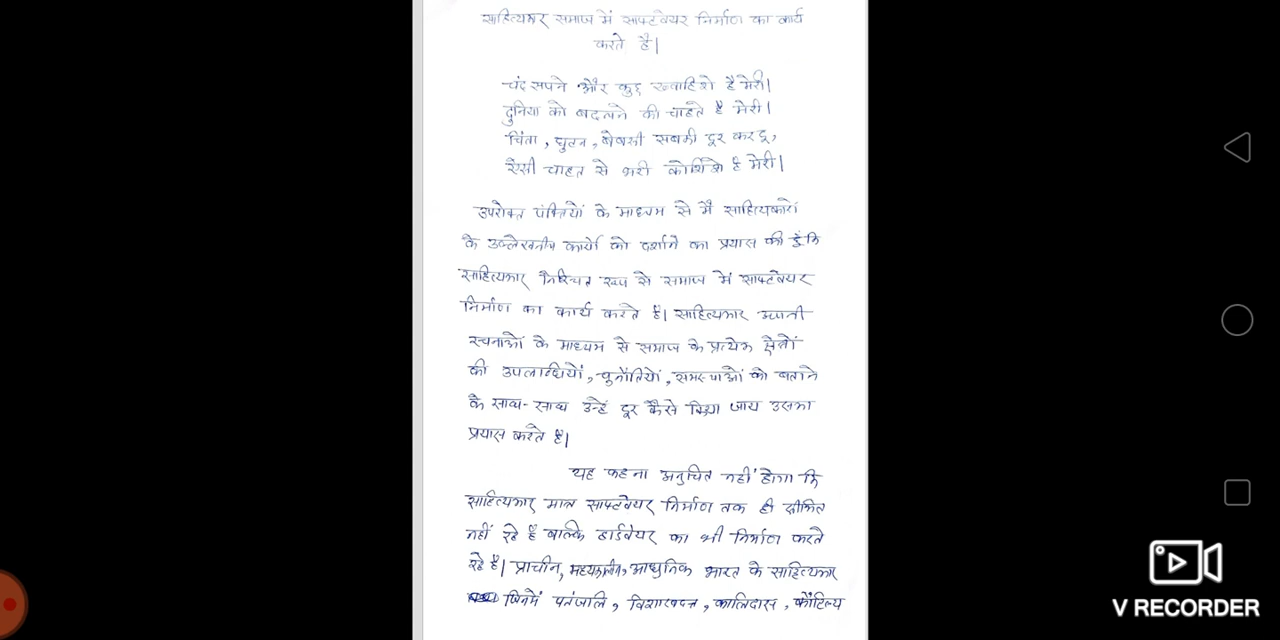 साहित्यकार समाज में साफ्टवेयर निर्माण का कार्य
करते है।
चंद सपने और कुछ ख्वाहिशे है मेरी।
दुनिया को बदलने की चाहते है मेरी।
चिंता, घुटन, बेबसी सबकी दूर करदू,
ऐसी चाहत से भरी कोशिशे है मेरी।
उपरोक्त पंक्तियों के माध्यम से मै साहित्यकारों
के उल्लेखनीय कार्यो को दर्शाने का प्रयास की हूँ कि
साहित्यकार निश्चित रूप से समाज में साफ्टवेयर
निर्माण का कार्य करते है। साहित्यकार अपनी
रचनाओं के माध्यम से समाज के प्रत्येक क्षेत्रों
की उपलब्धियों, चुनौतियों, समस्याओं को बताने
के साथ-साथ उन्हें दूर कैसे किया जाय उसका
प्रयास करते है।
यह कहना अनुचित नहीं होगा कि
साहित्यकार मात्र साफ्टवेयर निर्माण तक ही सीमित
नहीं रहे है बल्कि हार्डवेयर का भी निर्माण करते
रहे है। प्राचीन, मध्यकालीन, आधुनिक भारत के साहित्यकार
जिनमें पतंजलि, विशाखदत्त, कालिदास, कौटिल्य
V RECORDER